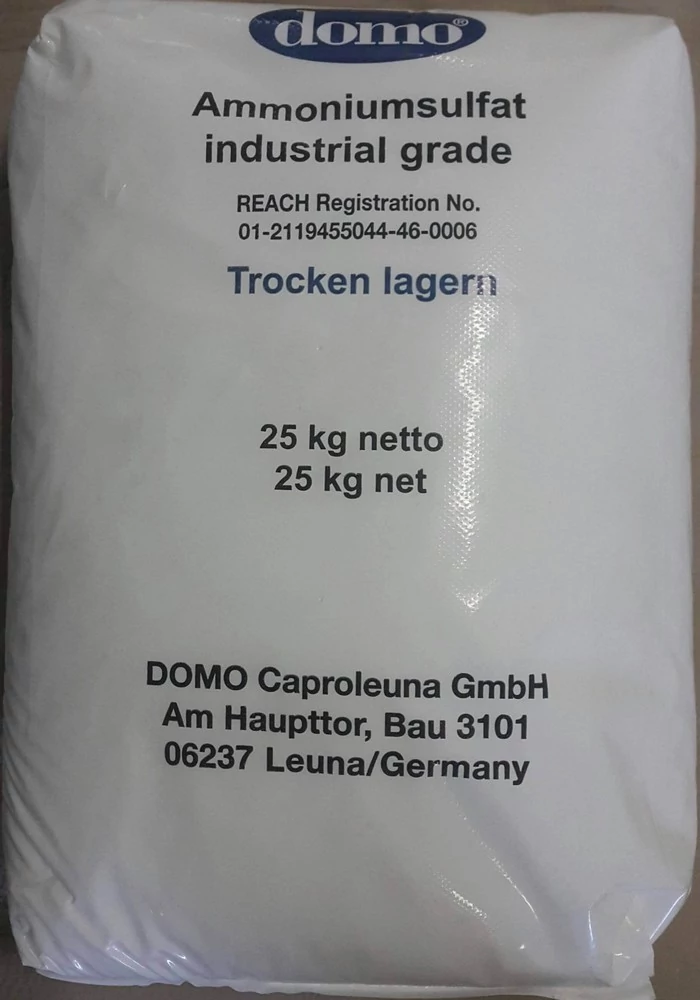 domo®
Ammoniumsulfat
industrial grade
REACH Registration No.
01-2119455044-46-0006
Trocken lagern
25 kg netto
25 kg net
DOMO Caproleuna GmbH
Am Haupttor, Bau 3101
06237 Leuna/Germany